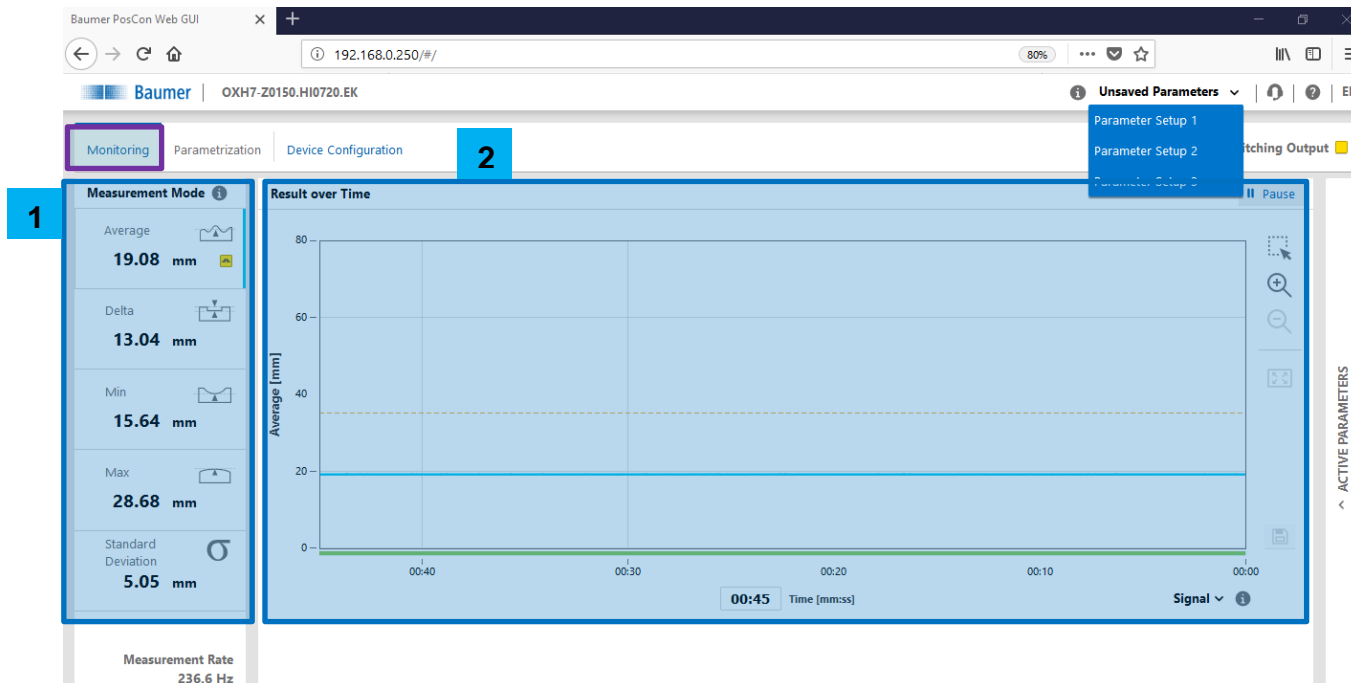 Baumer PosCon Web GUI
192.168.0.250/#/
80%
Baumer
OXH7-Z0150.HI0720.EK
Unsaved Parameters
Parameter Setup 1
Parameter Setup 2
Parameter Setup 3
Monitoring
Parametrization
Device Configuration
2
itching Output
1
Measurement Mode
Average
19.08 mm
Delta
13.04 mm
Min
15.64 mm
Max
28.68 mm
Standard
Deviation
5.05 mm
Measurement Rate
236.6 Hz
Result over Time
Pause
Average [mm]
80
60
40
20
0
00:40
00:30
00:20
00:10
00:00
00:45 Time [mm:ss]
Signal
ACTIVE PARAMETERS